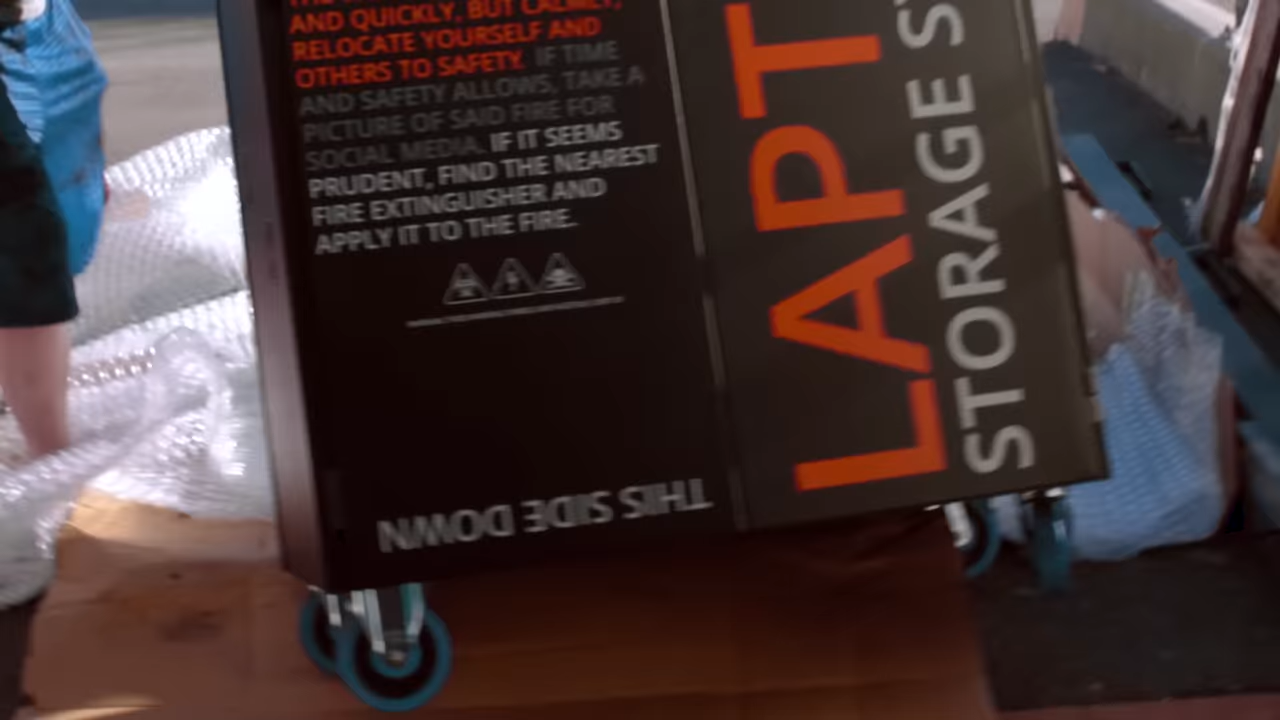 AND QUICKLY, BUT CALMLY,
RELOCATE YOURSELF AND
OTHERS TO SAFETY. IF TIME
AND SAFETY ALLOWS, TAKE A
PICTURE OF SAID FIRE FOR
SOCIAL MEDIA. IF IT SEEMS
PRUDENT, FIND THE NEAREST
FIRE EXTINGUISHER AND
APPLY IT TO THE FIRE.
THIS SIDE DOWN
LAPT
STORAGE S